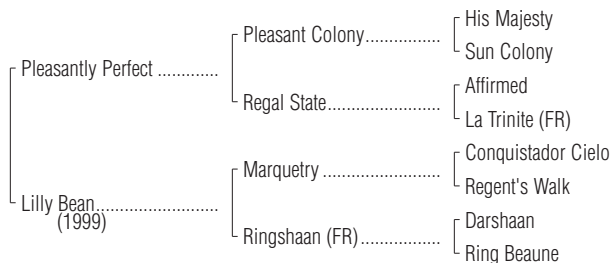 His Majesty
Pleasant Colony.................
Sun Colony
Pleasantly Perfect .............
Affirmed
Regal State.........................
La Trinite (FR)
Conquistador Cielo
Marquetry ..........................
Regent's Walk
Lilly Bean...........................
(1999)
Darshaan
Ringshaan (FR).................
Ring Beaune